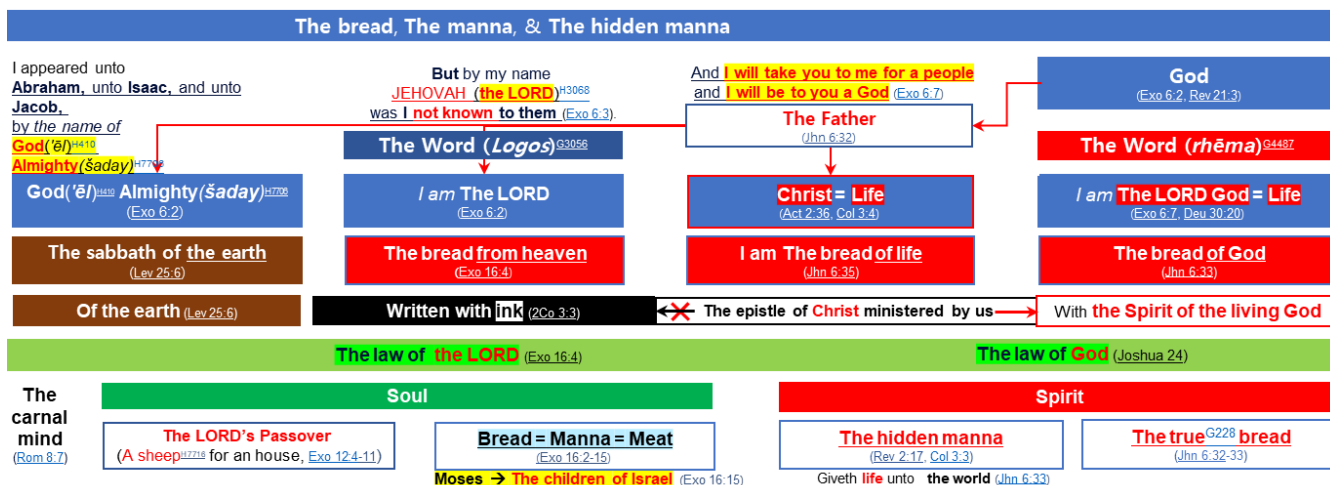 The bread, The manna, & The hidden manna
I appeared unto
Abraham, unto Isaac, and unto
Jacob,
by the name of
God('ēl)H410
Almighty(šaday)H7706
But by my name
JEHOVAH (the LORD)H3068
was I not known to them (Exo 6:3).
And I will take you to me for a people
and I will be to you a God (Exo 6:7)
God
(Exo 6:2, Rev 21:3)
The Father
(Jhn 6:32)
The Word (Logos)G3056
The Word (rhēma)G4487
God('ēl)H410 Almighty(šaday)H7706
(Exo 6:2)
I am The LORD
(Exo 6:2)
Christ = Life
(Act 2:36, Col 3:4)
I am The LORD God = Life
(Exo 6:7, Deu 30:20)
The sabbath of the earth
(Lev 25:6)
The bread from heaven
(Exo 16:4)
I am The bread of life
(Jhn 6:35)
The bread of God
(Jhn 6:33)
Of the earth (Lev 25:6)
Written with ink (2Co 3:3)
The epistle of Christ ministered by us
With the Spirit of the living God
The law of the LORD (Exo 16:4)
The law of God (Joshua 24)
The
carnal
mind
(Rom 8:7)
Soul
Spirit
The LORD's Passover
(A sheepH7716 for an house, Exo 12:4-11)
Bread = Manna = Meat
(Exo 16:2-15)
Moses → The children of Israel (Exo 16:15)
The hidden manna
(Rev 2:17, Col 3:3)
Giveth life unto the world (Jhn 6:33)
The trueG228 bread
(Jhn 6:32-33)